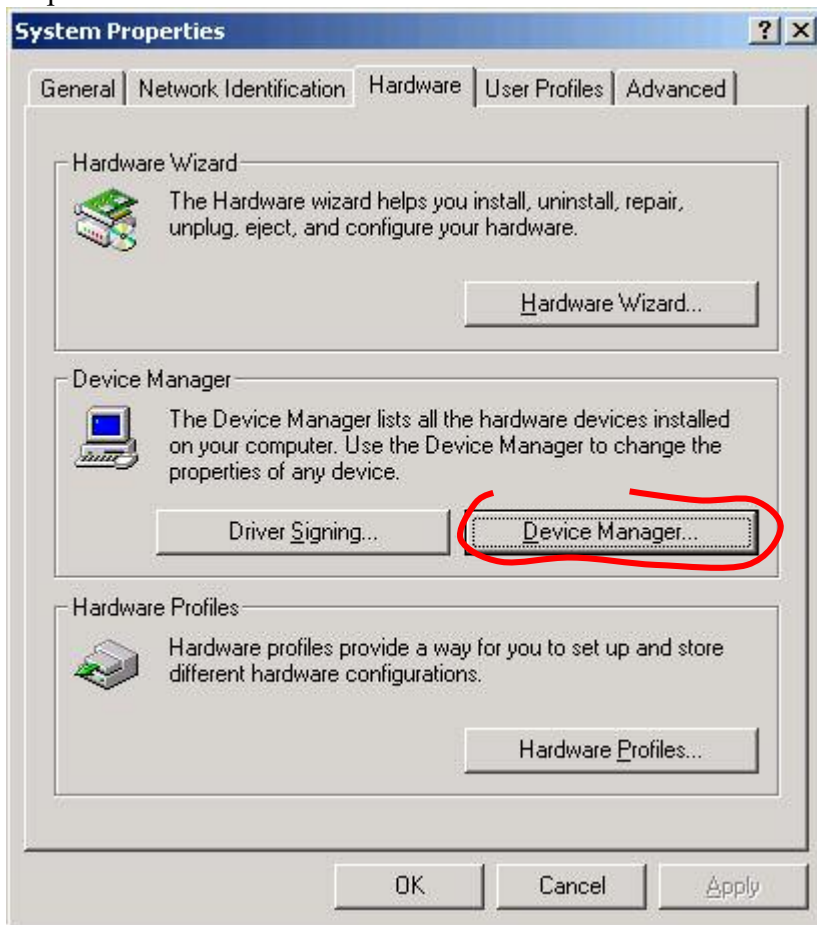 System Properties
? X
General Network Identification Hardware User Profiles Advanced
Hardware Wizard
The Hardware wizard helps you install, uninstall, repair,
unplug, eject, and configure your hardware.
Hardware Wizard...
Device Manager
The Device Manager lists all the hardware devices installed
on your computer. Use the Device Manager to change the
properties of any device.
Driver Signing... Device Manager...
Hardware Profiles
Hardware profiles provide a way for you to set up and store
different hardware configurations.
Hardware Profiles...
OK Cancel Apply